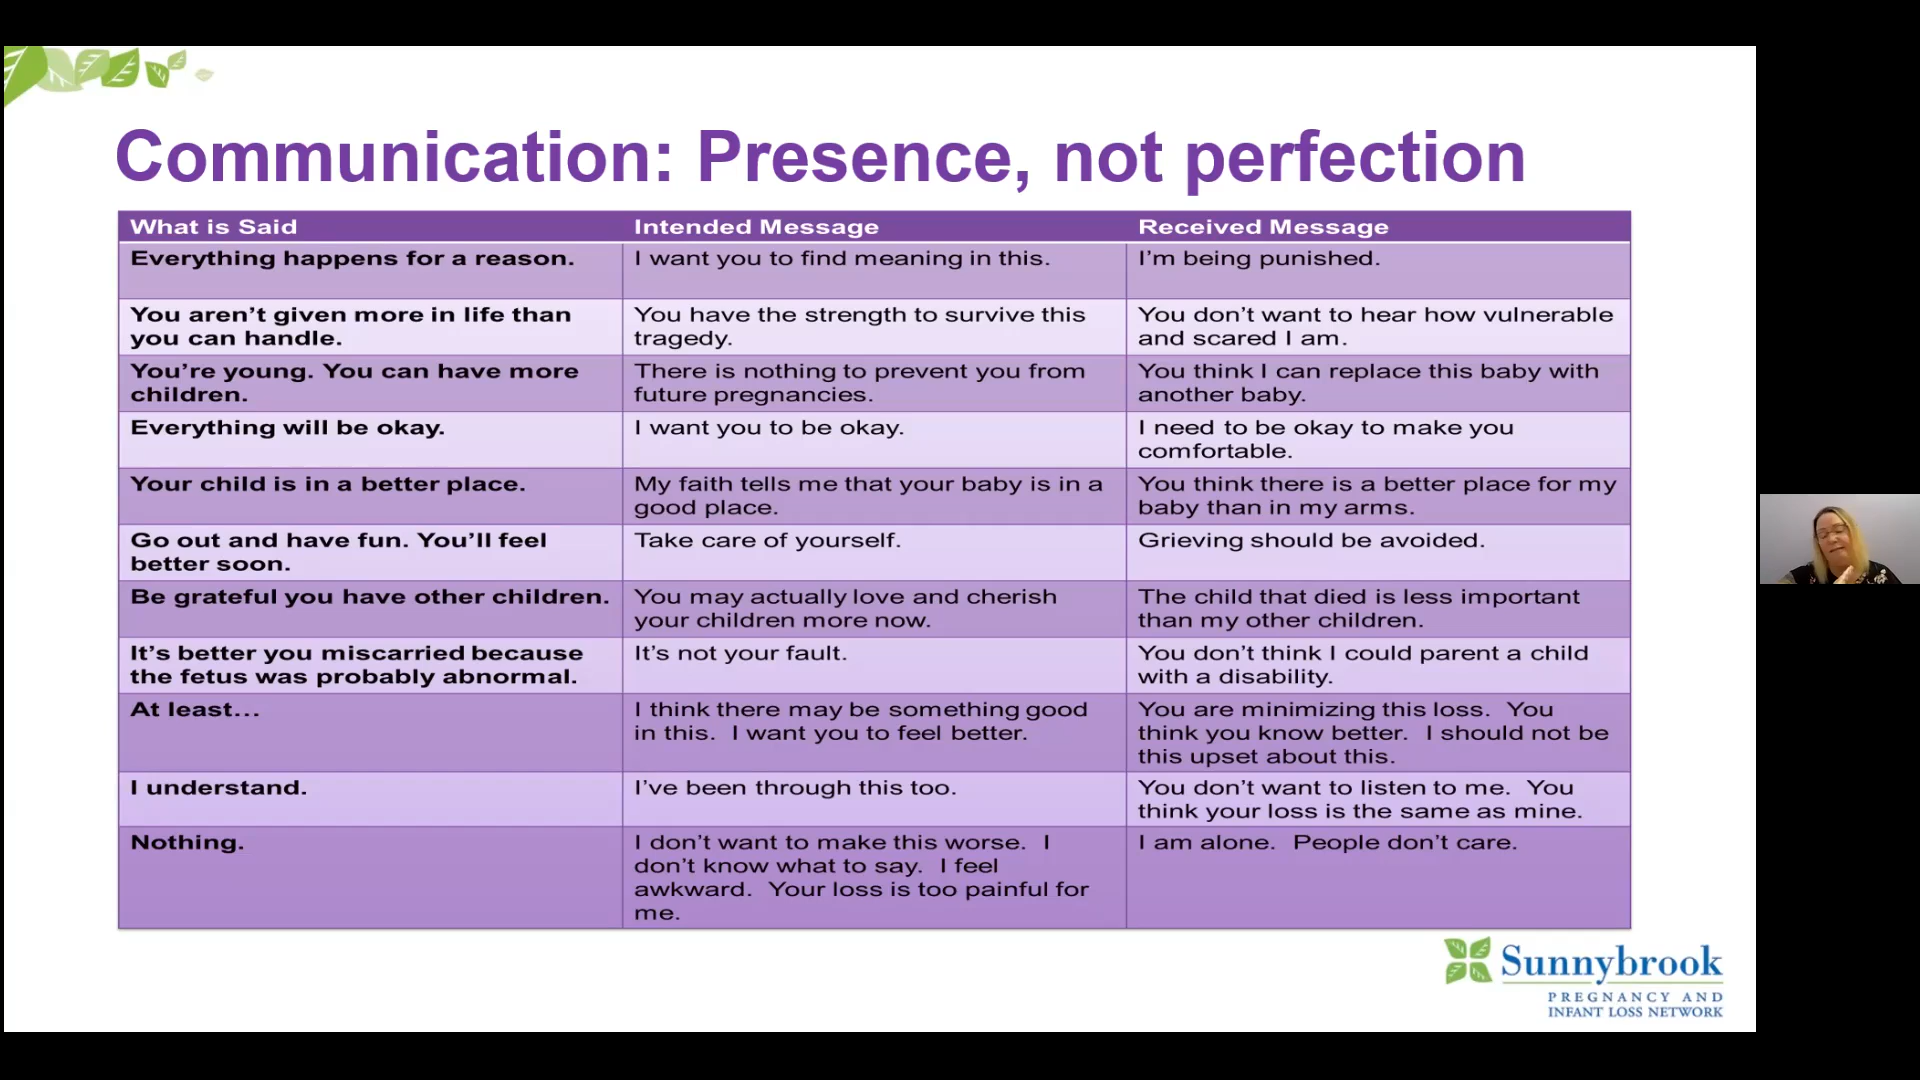 Communication: Presence, not perfection
What is Said
Intended Message
Received Message
Everything happens for a reason.
I want you to find meaning in this.
I'm being punished.
You aren't given more in life than
you can handle.
You have the strength to survive this
tragedy.
You don't want to hear how vulnerable
and scared I am.
You're young. You can have more
children.
There is nothing to prevent you from
future pregnancies.
You think I can replace this baby with
another baby.
Everything will be okay.
I want you to be okay.
I need to be okay to make you
comfortable.
Your child is in a better place.
My faith tells me that your baby is in a
good place.
You think there is a better place for my
baby than in my arms.
Go out and have fun. You'll feel
better soon.
Take care of yourself.
Grieving should be avoided.
Be grateful you have other children.
You may actually love and cherish
your children more now.
The child that died is less important
than my other children.
It's better you miscarried because
the fetus was probably abnormal.
It's not your fault.
You don't think I could parent a child
with a disability.
At least…
I think there may be something good
in this. I want you to feel better.
You are minimizing this loss. You
think you know better. I should not be
this upset about this.
I understand.
I've been through this too.
You don't want to listen to me. You
think your loss is the same as mine.
Nothing.
I don't want to make this worse. I
don't know what to say. I feel
awkward. Your loss is too painful for
me.
I am alone. People don't care.
Sunnybrook
PREGNANCY AND
INFANT LOSS NETWORK